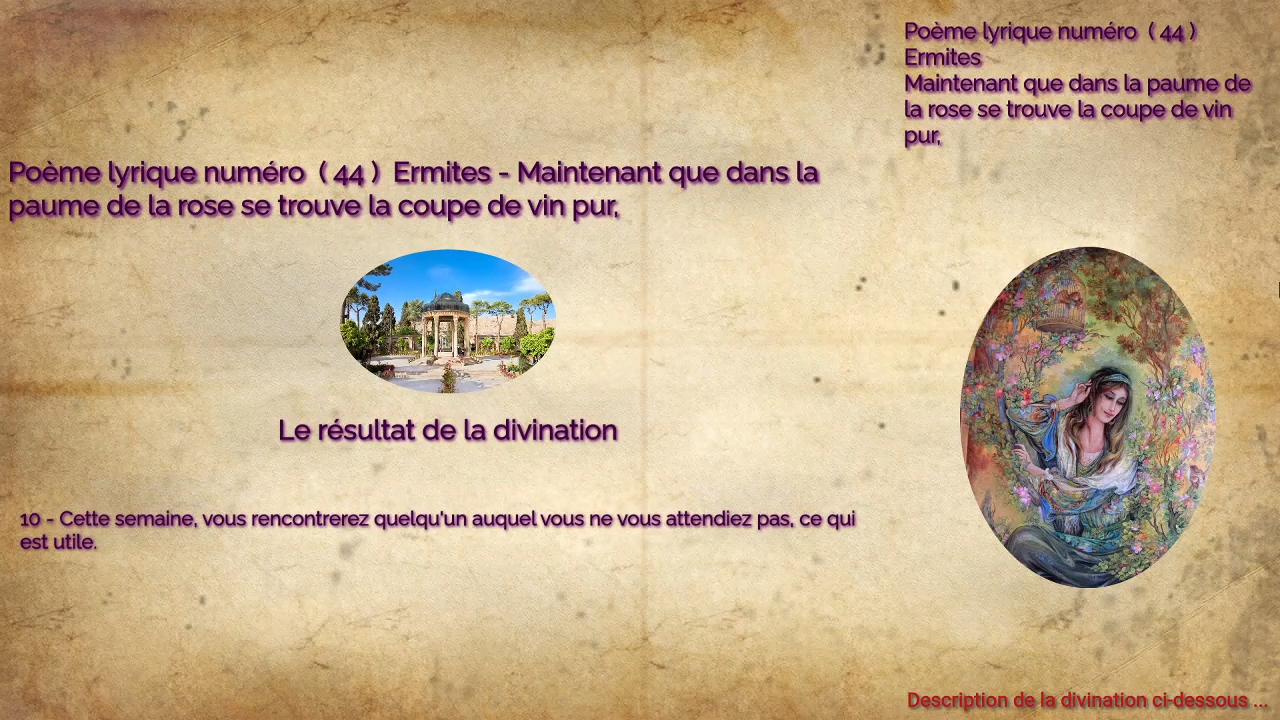 Poème lyrique numéro ( 44 )
Ermites
Maintenant que dans la paume de
la rose se trouve la coupe de vin
pur,
Poème lyrique numéro ( 44 ) Ermites - Maintenant que dans la
paume de la rose se trouve la coupe de vin pur,
Le résultat de la divination
10 - Cette semaine, vous rencontrerez quelqu'un auquel vous ne vous attendiez pas, ce qui
est utile.
Description de la divination ci-dessous ...